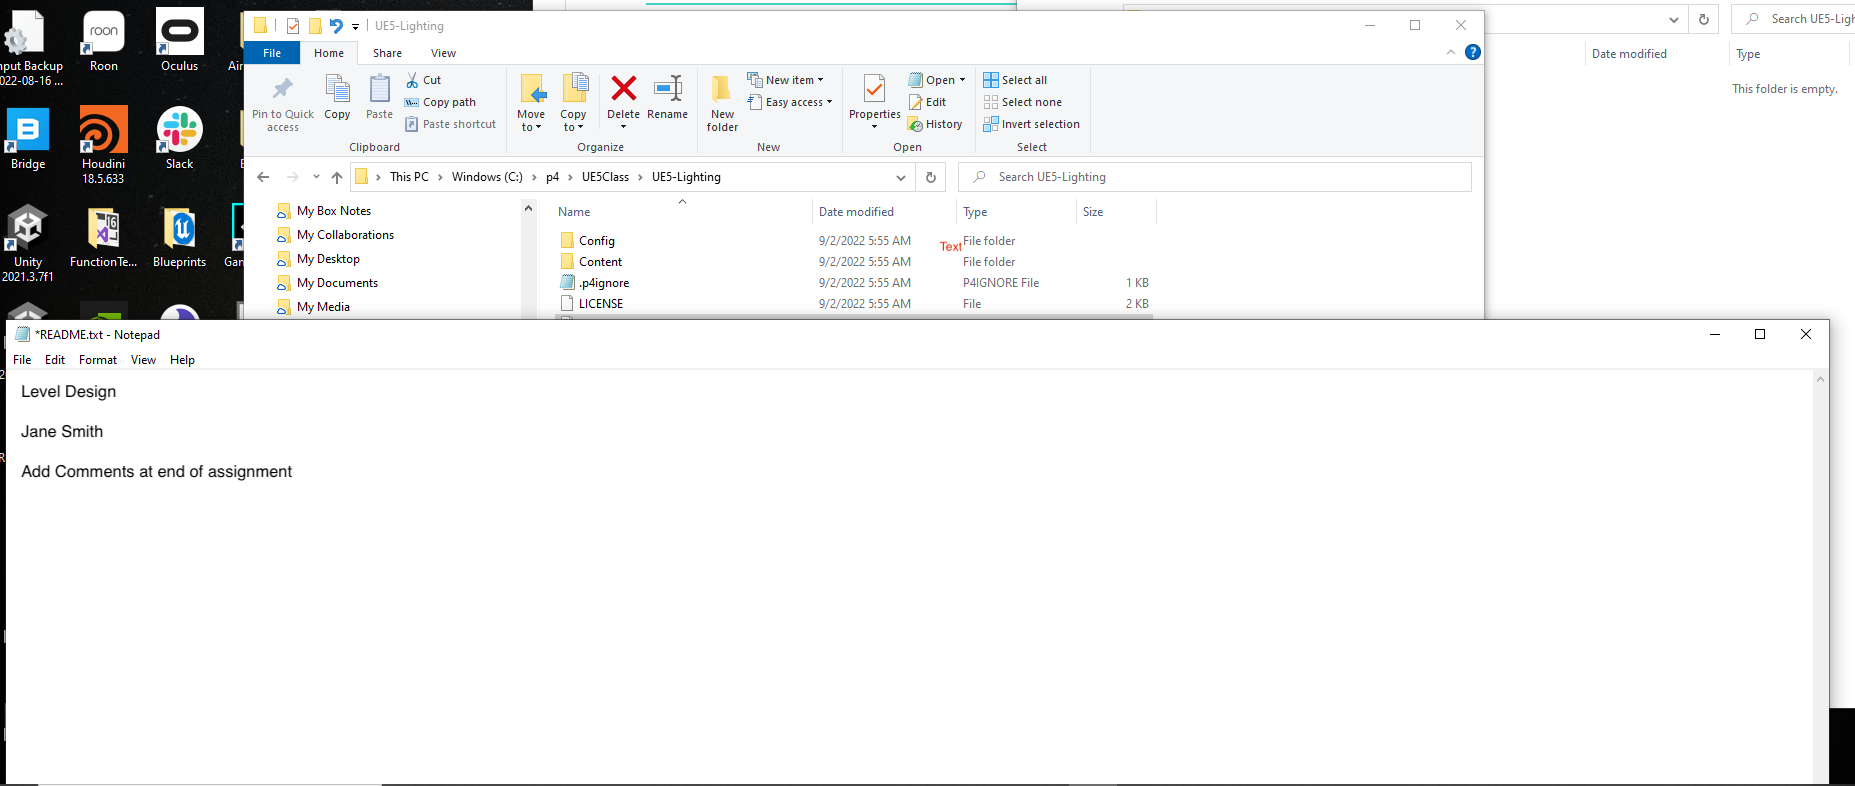 nput Backup
022-08-16 ...
roon
Roon
Oculus
Bridge
Houdini
18.5.633
Slack
Unity
2021.3.7f1
16
FunctionTe...
Blueprints
UE5-Lighting
File
Home
Share
View
Pin to Quick
access
Copy
Paste
Cut
Copy path
Paste shortcut
Clipboard
Move
to
Copy
to
Delete
Rename
Organize
New
folder
New item
Easy access
New
Properties
Open
Edit
History
Open
Select all
Select none
Invert selection
Select
This PC > Windows (C:) > p4 > UE5Class > UE5-Lighting
Search UE5-Lighting
My Box Notes
My Collaborations
My Desktop
My Documents
My Media
Name Date modified Type Size
Config 9/2/2022 5:55 AM File folder
Text
Content 9/2/2022 5:55 AM File folder
.p4ignore 9/2/2022 5:55 AM P4IGNORE File 1 KB
LICENSE 9/2/2022 5:55 AM File 2 KB
Search UE5-Ligh
Date modified Type
This folder is empty.
*README.txt - Notepad
File Edit Format View Help
Level Design
Jane Smith
Add Comments at end of assignment